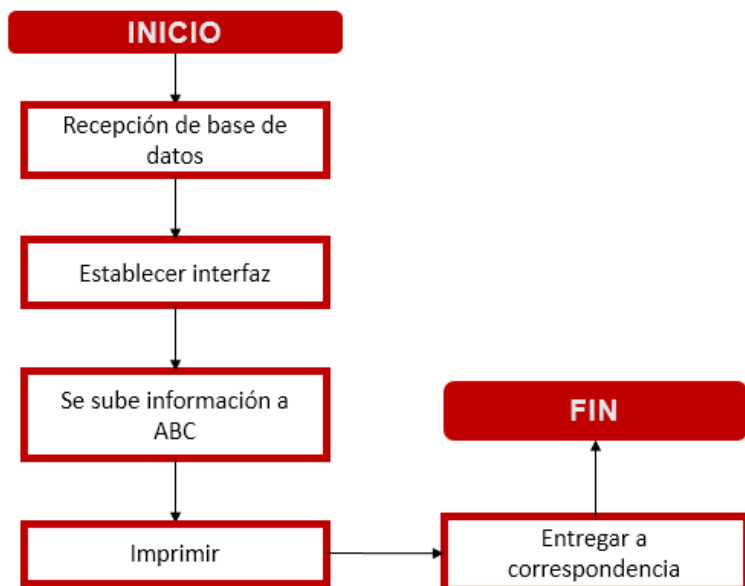 INICIO
Recepción de base de
datos
Establecer interfaz
Se sube información a
ABC
Imprimir
Entregar a
correspondencia
FIN